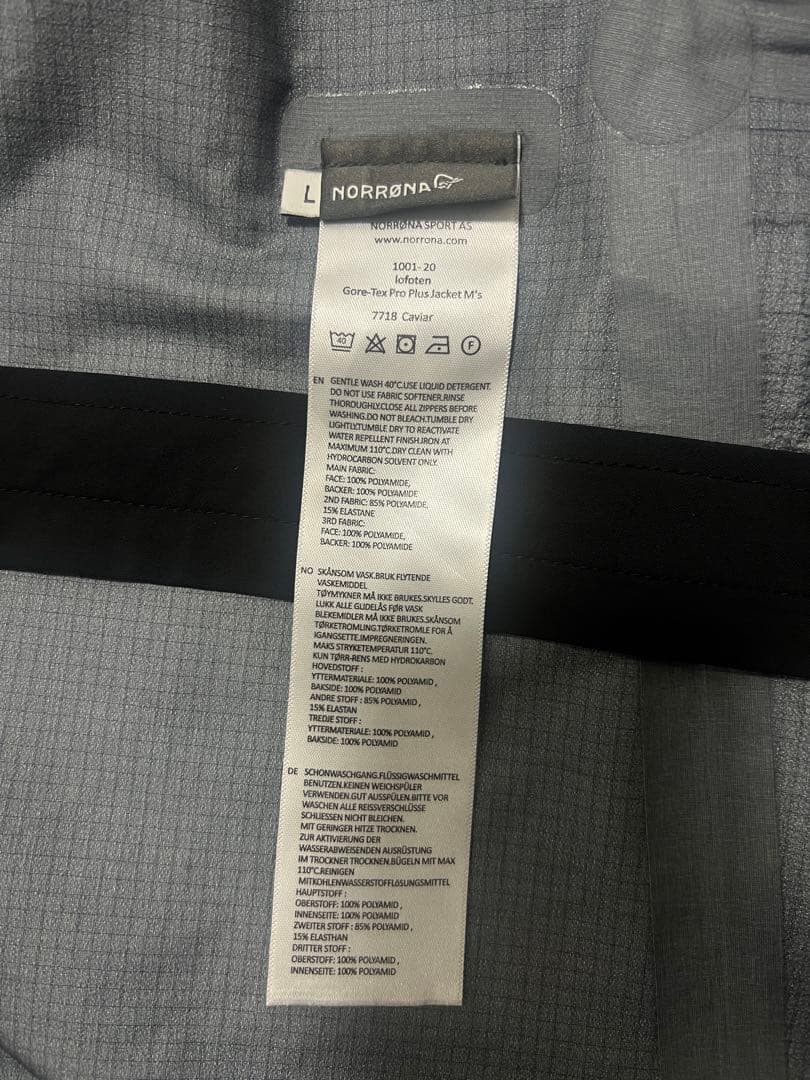 L
NORRØNA
NORRØNA SPORT AS
www.norrona.com
1001-20
lofoten
Gore-Tex Pro Plus Jacket M's
7718 Caviar
40
F
EN GENTLE WASH 40°C.USE LIQUID DETERGENT.
DO NOT USE FABRIC SOFTENER.RINSE
THOROUGHLY.CLOSE ALL ZIPPERS BEFORE
WASHING.DO NOT BLEACH.TUMBLE DRY
LIGHTLY.TUMBLE DRY TO REACTIVATE
WATER REPELLENT FINISH.IRON AT
MAXIMUM 110°C.DRY CLEAN WITH
HYDROCARBON SOLVENT ONLY.
MAIN FABRIC:
FACE: 100% POLYAMIDE,
BACKER: 100% POLYAMIDE
2ND FABRIC: 85% POLYAMIDE,
15% ELASTANE
3RD FABRIC:
FACE: 100% POLYAMIDE,
BACKER: 100% POLYAMIDE
NO SKÅNSOM VASK.BRUK FLYTENDE
VASKEMIDDEL
TØYMYKNER MÅ IKKE BRUKES.SKYLLES GODT.
LUKK ALLE GLIDELÅS FØR VASK
BLEKEMIDLER MÅ IKKE BRUKES.SKÅNSOM
TØRKETROMLING.TØRKETROMLE FOR Å
IGANGSETTE.IMPREGNERINGEN.
MAKS STRYKETEMPERATUR 110°C.
KUN TØRR-RENS MED HYDROKARBON
HOVEDSTOFF :
YTTERMATERIALE: 100% POLYAMID ,
BAKSIDE: 100% POLYAMID
ANDRE STOFF : 85% POLYAMID ,
15% ELASTAN
TREDJE STOFF :
YTTERMATERIALE: 100% POLYAMID ,
BAKSIDE: 100% POLYAMID
DE SCHONWASCHGANG.FLÜSSIGWASCHMITTEL
BENUTZEN.KEINEN WEICHSPÜLER
VERWENDEN.GUT AUSSPÜLEN.BITTE VOR
WASCHEN ALLE REISSVERSCHLÜSSE
SCHLIESSEN NICHT BLEICHEN.
MIT GERINGER HITZE TROCKNEN.
ZUR AKTIVIERUNG DER
WASSERABWEISENDEN AUSRÜSTUNG
IM TROCKNER TROCKNEN.BÜGELN MIT MAX
110°C.REINIGEN
MITKOHLENWASSERSTOFFLöSUNGSMITTEL
HAUPTSTOFF :
OBERSTOFF: 100% POLYAMID ,
INNENSEITE: 100% POLYAMID
ZWEITER STOFF : 85% POLYAMID ,
15% ELASTHAN
DRITTER STOFF :
OBERSTOFF: 100% POLYAMID ,
INNENSEITE: 100% POLYAMID